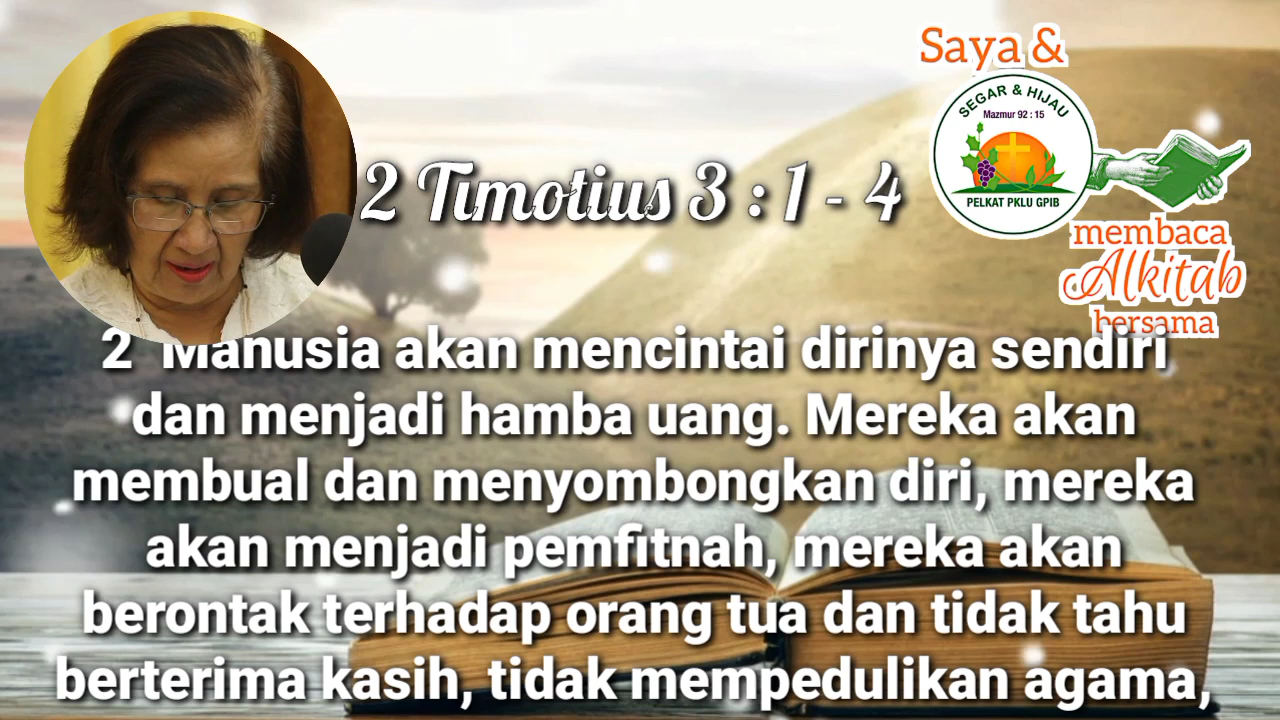 Saya &
SEGAR & HIJAU
Mazmur 92 : 15
PELKAT PKLU GPIB
membaca
Alkitab
bersama
2 Timotius 3 : 1 - 4
2 Manusia akan mencintai dirinya sendiri
dan menjadi hamba uang. Mereka akan
membual dan menyombongkan diri, mereka
akan menjadi pemfitnah, mereka akan
berontak terhadap orang tua dan tidak tahu
berterima kasih, tidak mempedulikan agama,